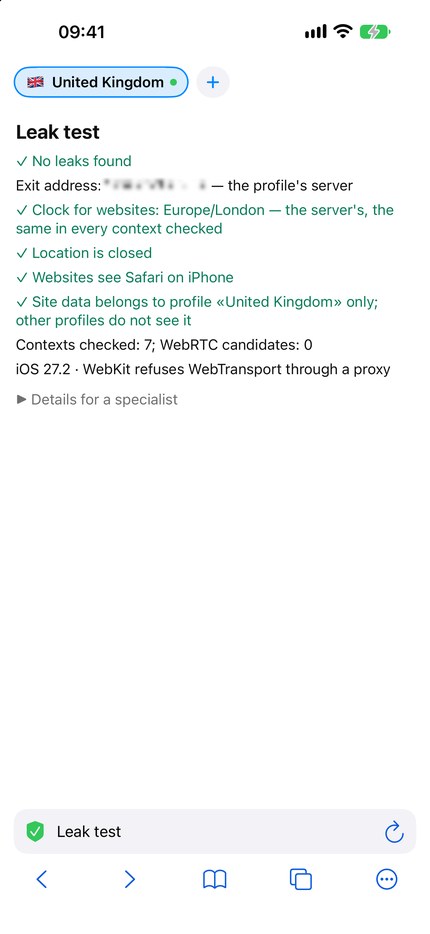 09:41
United Kingdom
+
Leak test
✓ No leaks found
Exit address: — the profile's server
✓ Clock for websites: Europe/London — the server's, the
same in every context checked
✓ Location is closed
✓ Websites see Safari on iPhone
✓ Site data belongs to profile «United Kingdom» only;
other profiles do not see it
Contexts checked: 7; WebRTC candidates: 0
iOS 27.2 · WebKit refuses WebTransport through a proxy
▶ Details for a specialist
Leak test